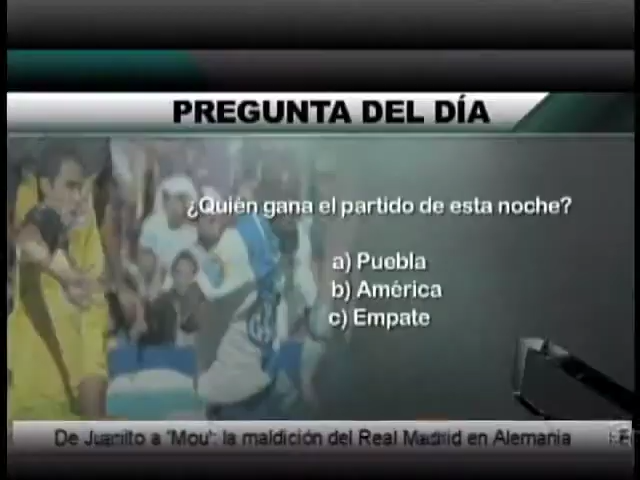 PREGUNTA DEL DÍA
¿Quién gana el partido de esta noche?
a) Puebla
b) América
c) Empate
De Juanito a 'Mou': la maldición del Real Madrid en Alemania